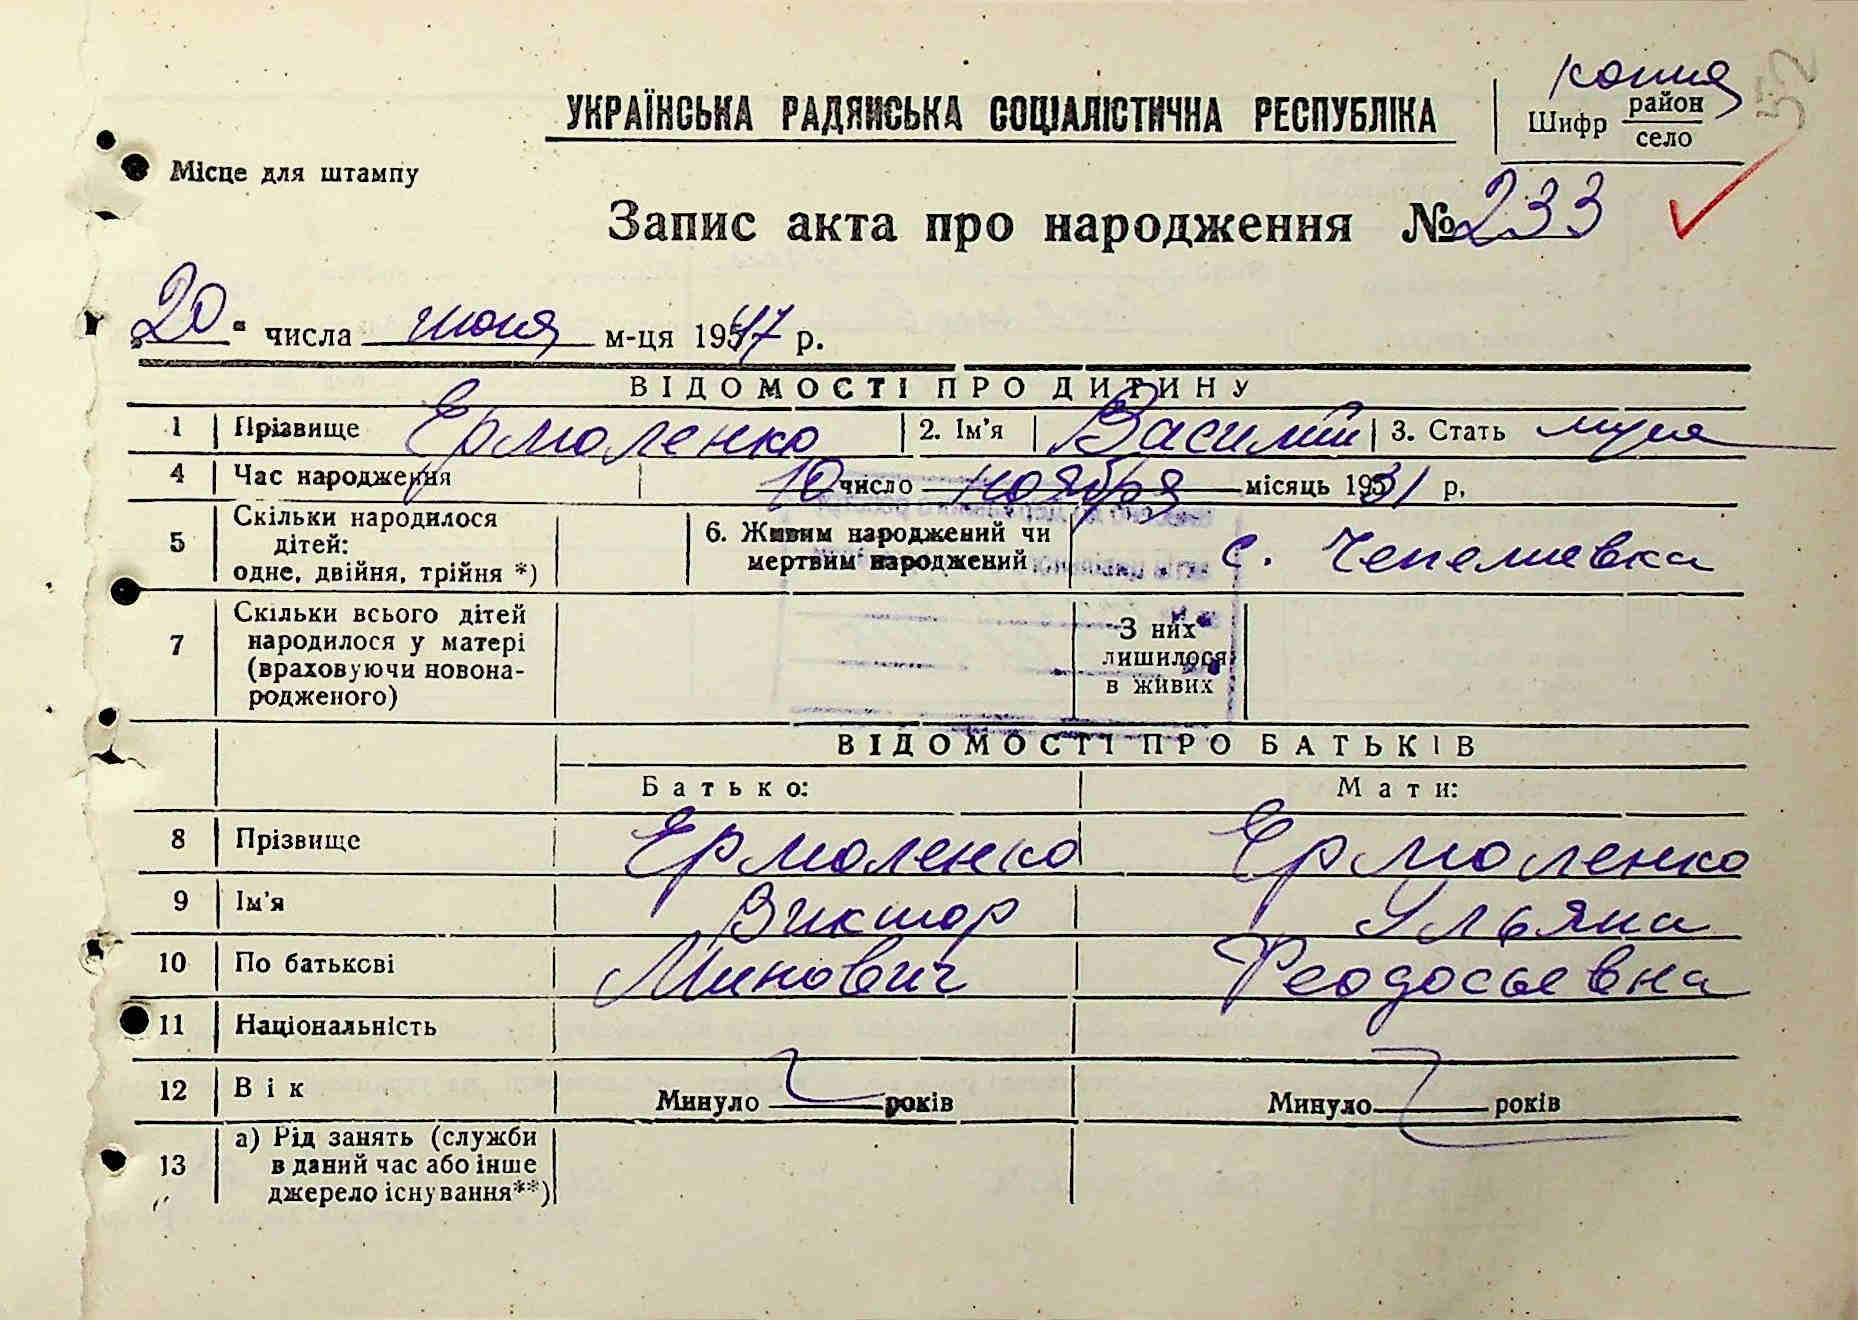 копия
УКРАЇНСЬКА РАДЯНСЬКА СОЦІАЛІСТИЧНА РЕСПУБЛІКА
Шифр район
село
52
Місце для штампу
Запис акта про народження № 233
„20" числа июня м-ця 1947 р.
ВІДОМОСТІ ПРО ДИТИНУ
1 Прізвище Ермоленко 2. Ім'я Василий 3. Стать муж
4 Час народження 10 число ноября місяць 1931 р.
5 Скільки народилося дітей: одне, двійня, трійня *) 6. Живим народжений чи мертвим народжений с. Чепелиевка
7 Скільки всього дітей народилося у матері (враховуючи новонародженого) З них лишилося в живих
ВІДОМОСТІ ПРО БАТЬКІВ
Батько: Мати:
8 Прізвище Ермоленко Ермоленко
9 Ім'я Виктор Ульяна
10 По батькові Минович Феодосьевна
11 Національність
12 Вік Минуло років Минуло років
13 а) Рід занять (служби в даний час або інше джерело існування**)